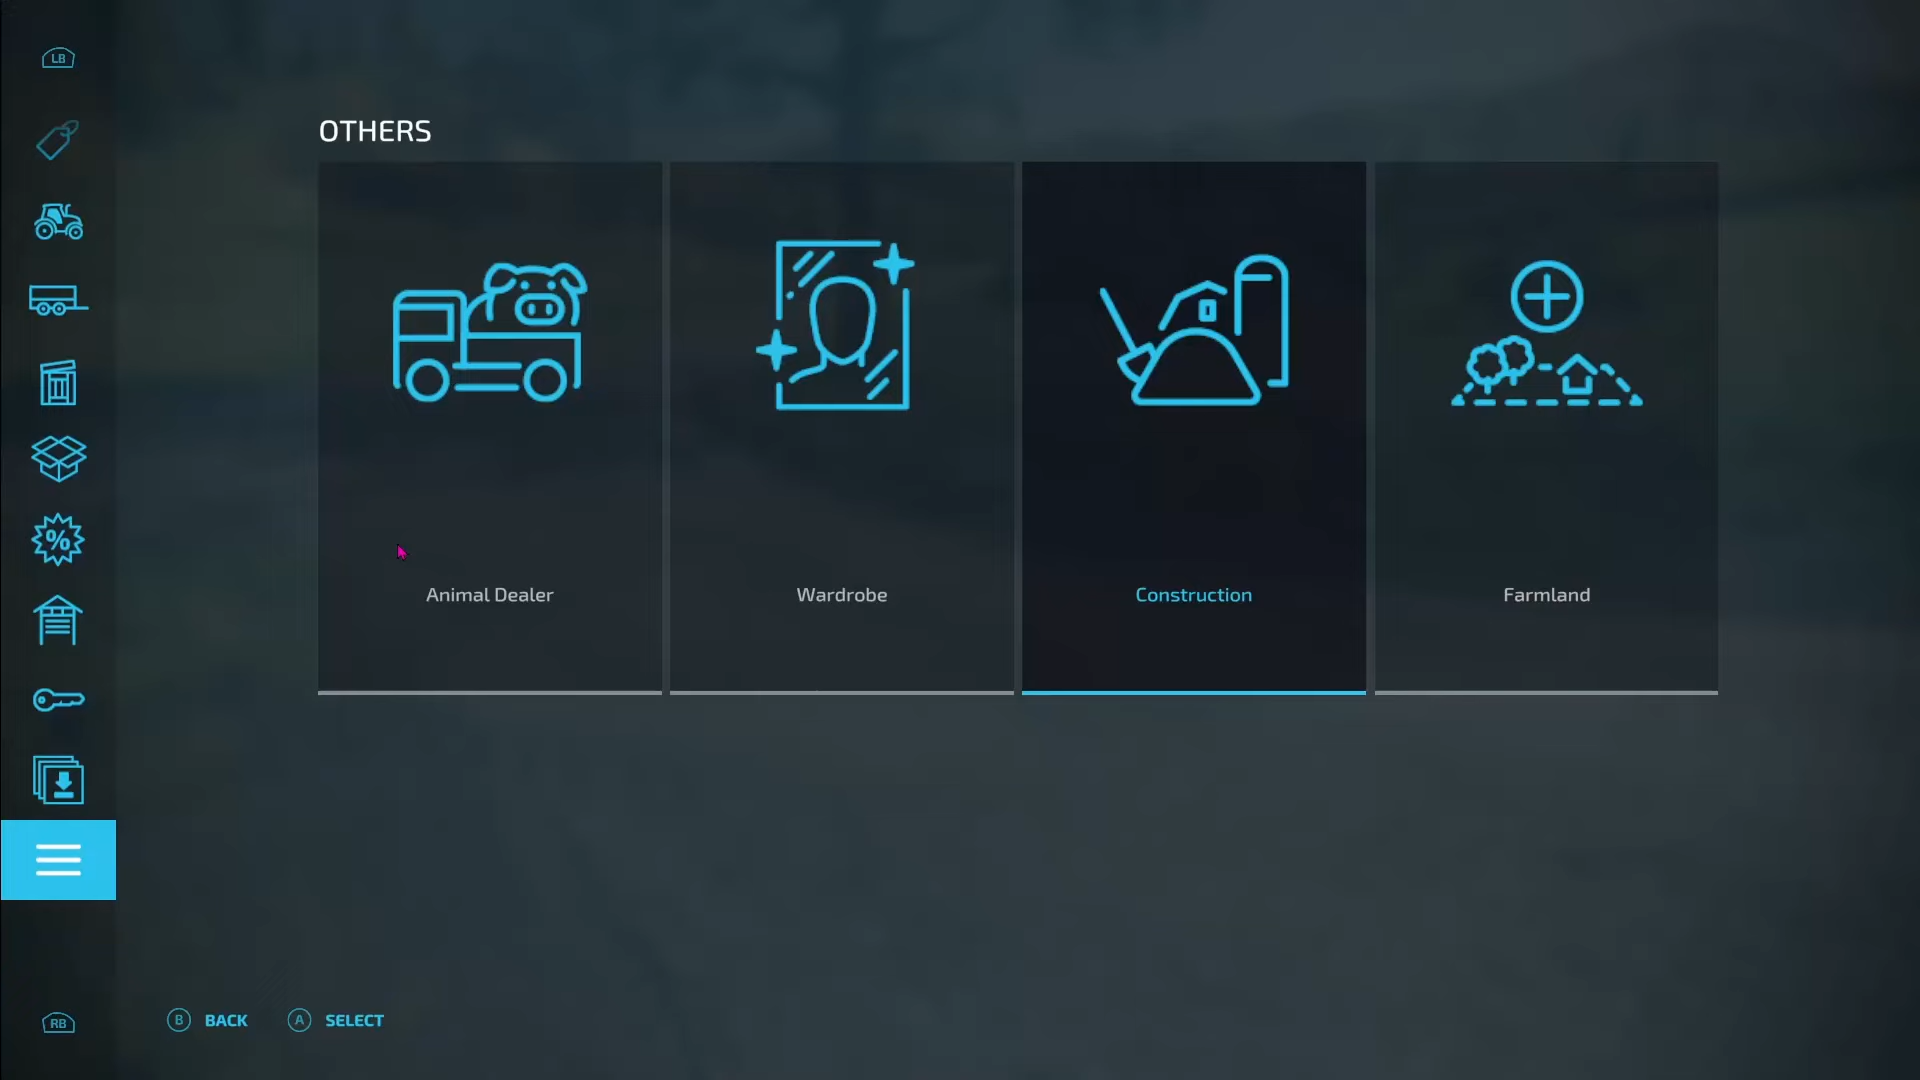 LB
OTHERS
%
Animal Dealer
Wardrobe
Construction
Farmland
RB
B BACK A SELECT